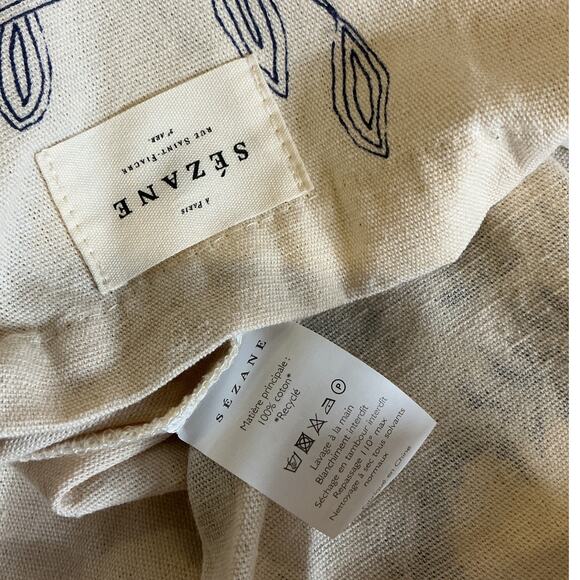 À PARIS
SÉZANE
RUE SAINT-FIACRE
2ᵉ ARR.
SÉZANE
Matière principale :
100% coton*
*Recyclé
P
Lavage à la main
Blanchiment interdit
Séchage en tambour interdit
Repassage 110° max
Nettoyage à sec tous solvants
normaux
Chine